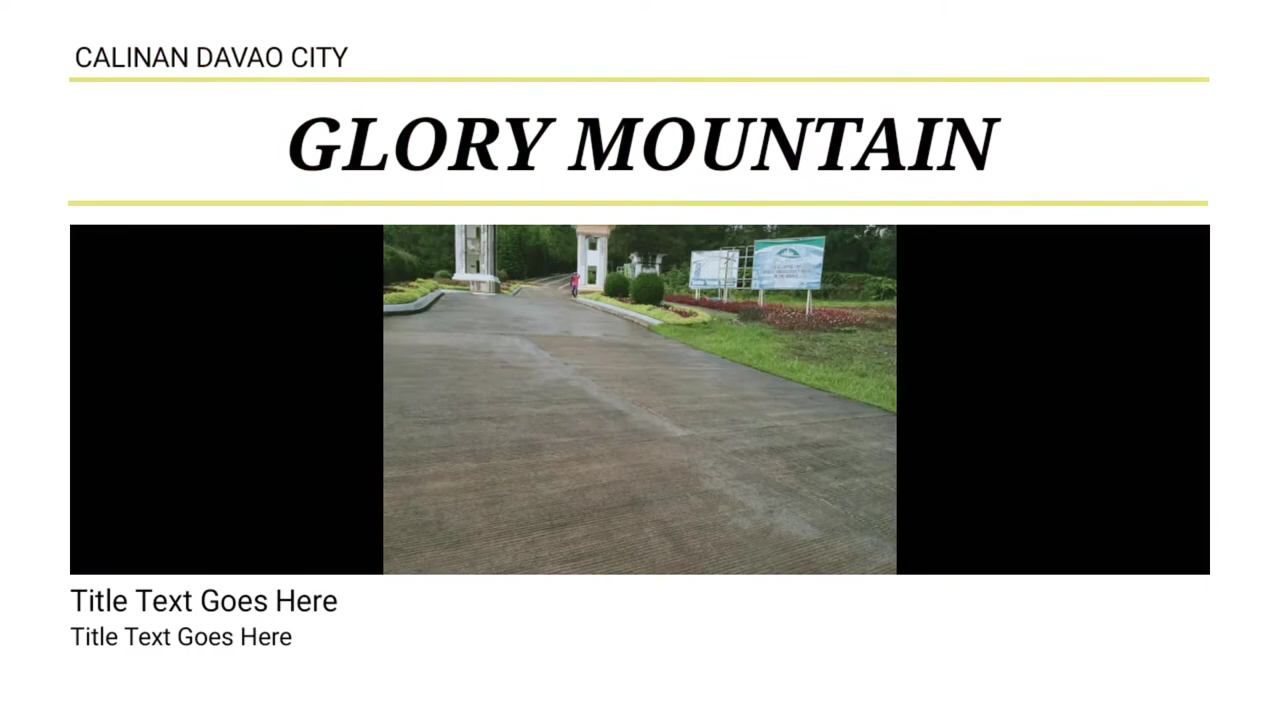 CALINAN DAVAO CITY
GLORY MOUNTAIN
Title Text Goes Here
Title Text Goes Here